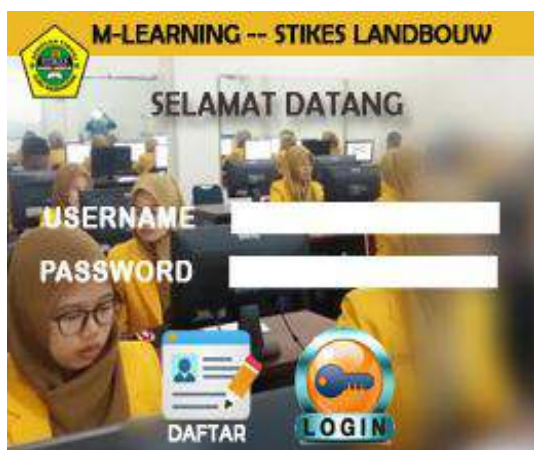 M-LEARNING -- STIKES LANDBOUW
SELAMAT DATANG
USERNAME
PASSWORD
DAFTAR
LOGIN